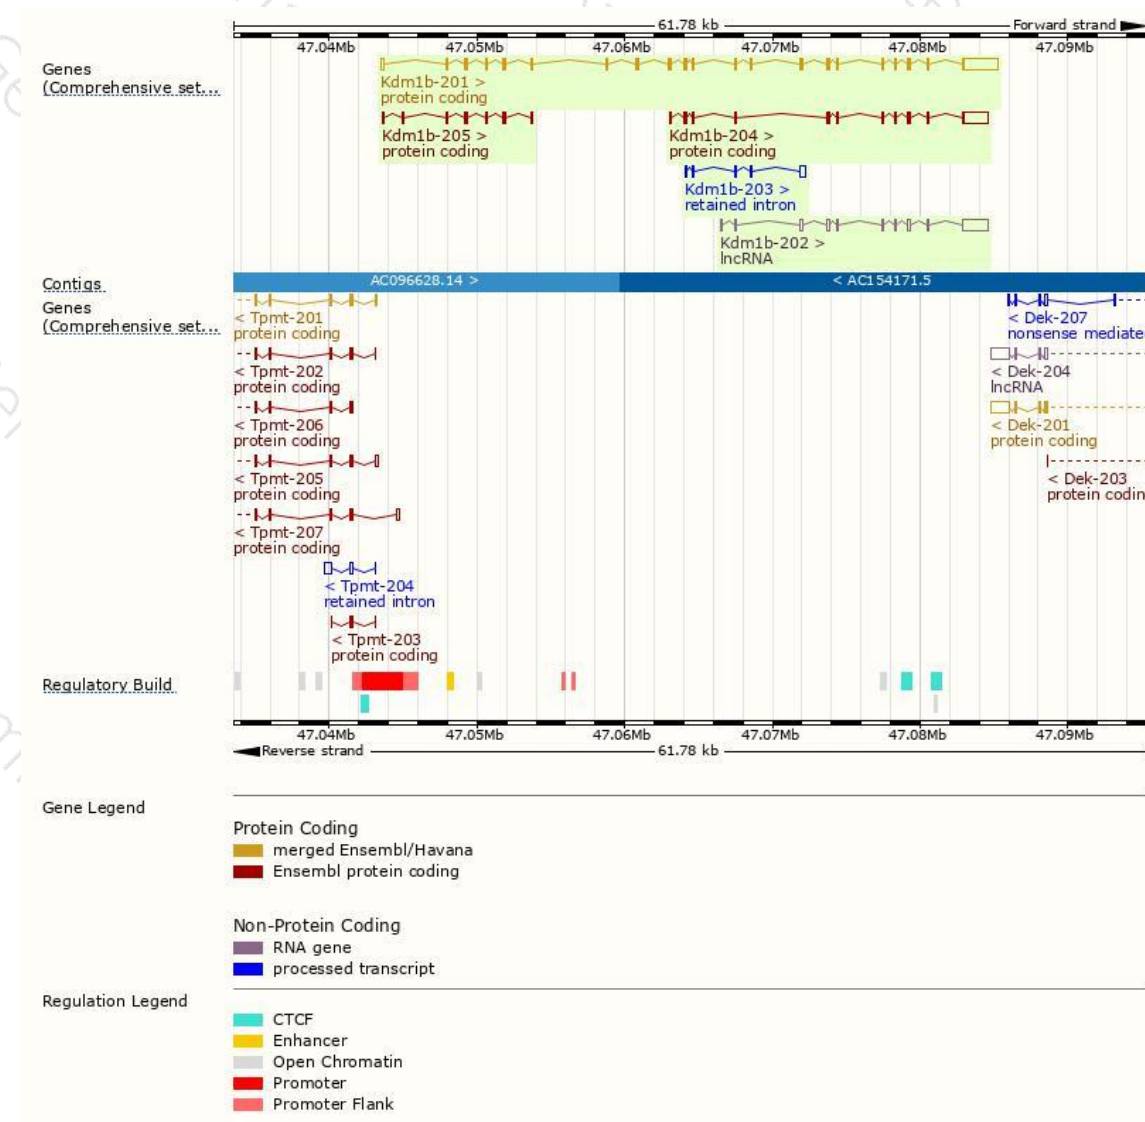 61.78 kb
Forward strand
47.04Mb 47.05Mb 47.06Mb 47.07Mb 47.08Mb 47.09Mb
Genes
(Comprehensive set...
Kdm1b-201 >
protein coding
Kdm1b-205 > Kdm1b-204 >
protein coding protein coding
Kdm1b-203 >
retained intron
Kdm1b-202 >
lncRNA
Contigs
AC096628.14 > < AC154171.5
Genes
(Comprehensive set...
< Tpmt-201 < Dek-207
protein coding nonsense mediate
< Tpmt-202 < Dek-204
protein coding lncRNA
< Tpmt-206 < Dek-201
protein coding protein coding
< Tpmt-205 < Dek-203
protein coding protein codin
< Tpmt-207
protein coding
< Tpmt-204
retained intron
< Tpmt-203
protein coding
Regulatory Build
47.04Mb 47.05Mb 47.06Mb 47.07Mb 47.08Mb 47.09Mb
Reverse strand 61.78 kb
Gene Legend
Protein Coding
merged Ensembl/Havana
Ensembl protein coding
Non-Protein Coding
RNA gene
processed transcript
Regulation Legend
CTCF
Enhancer
Open Chromatin
Promoter
Promoter Flank